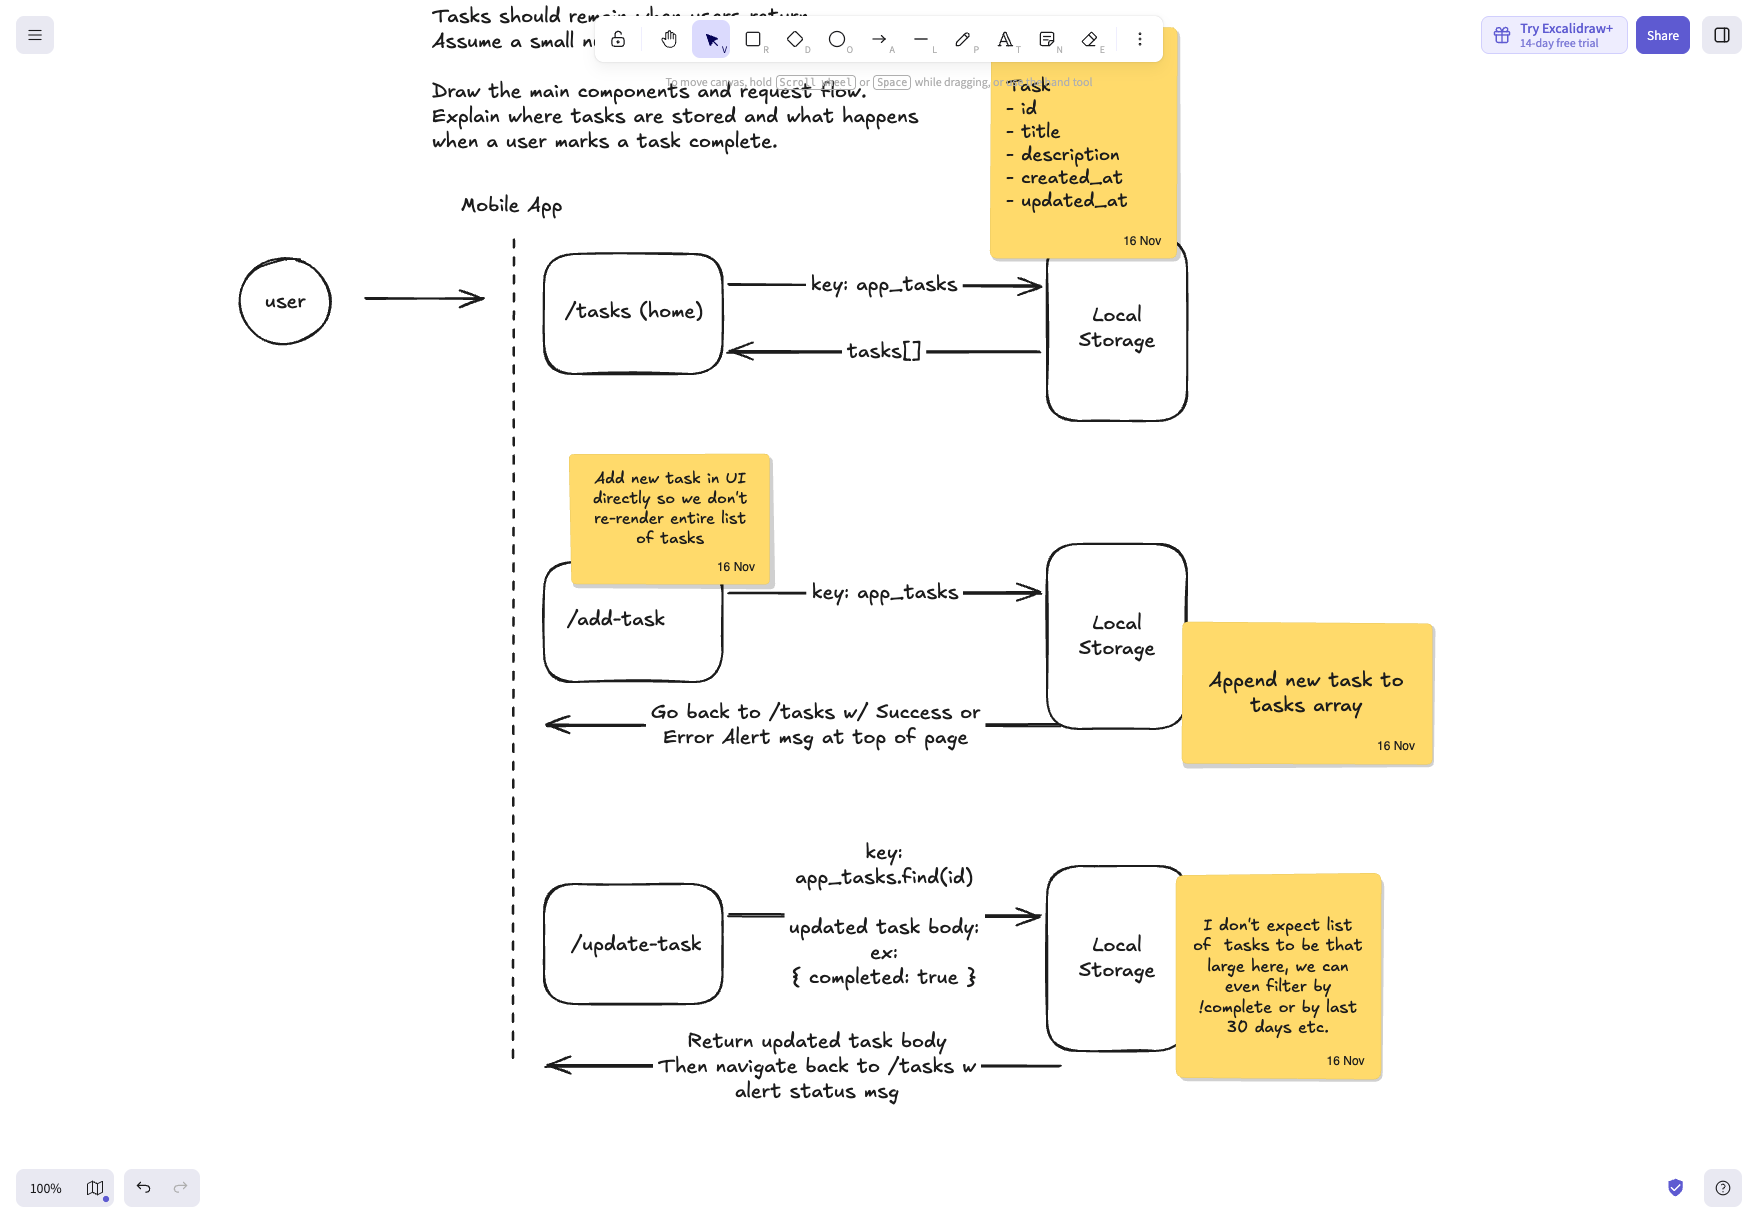 Tasks should remain when users return
Assume a small n
V
R
D
O
A
L
P
T
N
E
Try Excalidraw+
14-day free trial
Share
To move canvas, hold Scroll wheel or Space while dragging, or use the hand tool
Draw the main components and request flow.
Explain where tasks are stored and what happens
when a user marks a task complete.
Task
- id
- title
- description
- created_at
- updated_at
16 Nov
Mobile App
user
/tasks (home)
key: app_tasks
tasks[]
Local
Storage
Add new task in UI
directly so we don't
re-render entire list
of tasks
16 Nov
/add-task
key: app_tasks
Local
Storage
Append new task to
tasks array
16 Nov
Go back to /tasks w/ Success or
Error Alert msg at top of page
key:
app_tasks.find(id)
updated task body:
ex:
{ completed: true }
/update-task
Local
Storage
I don't expect list
of tasks to be that
large here, we can
even filter by
!complete or by last
30 days etc.
16 Nov
Return updated task body
Then navigate back to /tasks w
alert status msg
100%